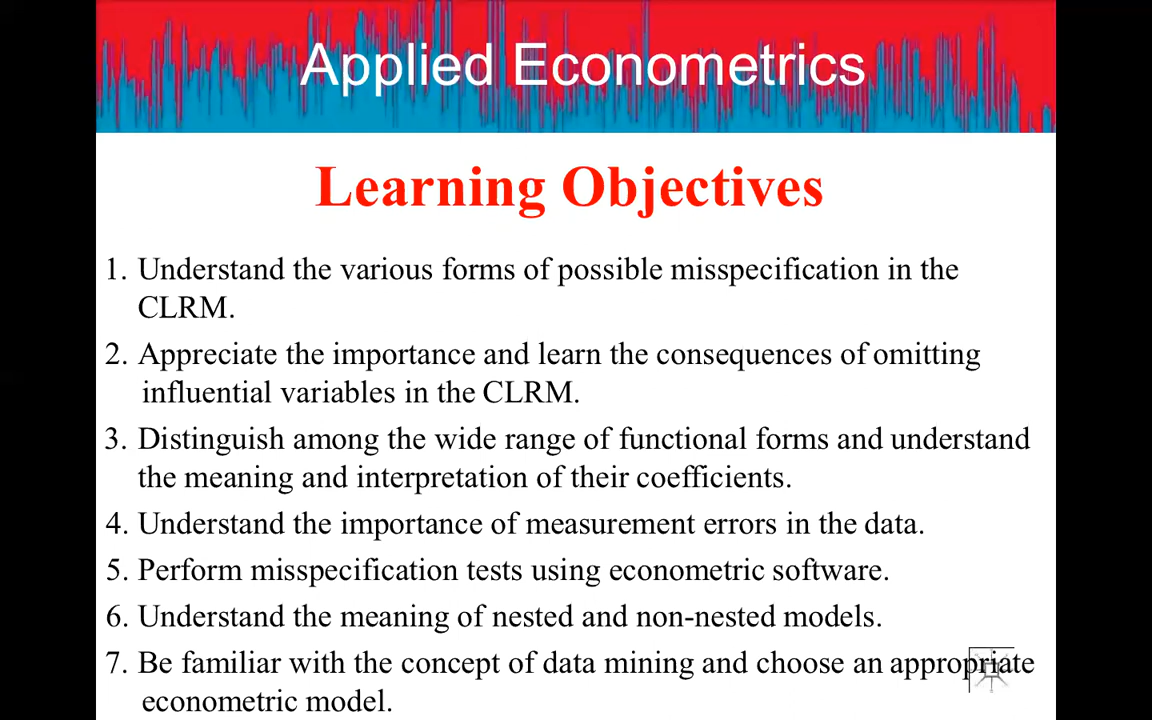 Applied Econometrics
Learning Objectives
1. Understand the various forms of possible misspecification in the
CLRM.
2. Appreciate the importance and learn the consequences of omitting
influential variables in the CLRM.
3. Distinguish among the wide range of functional forms and understand
the meaning and interpretation of their coefficients.
4. Understand the importance of measurement errors in the data.
5. Perform misspecification tests using econometric software.
6. Understand the meaning of nested and non-nested models.
7. Be familiar with the concept of data mining and choose an appropriate
econometric model.